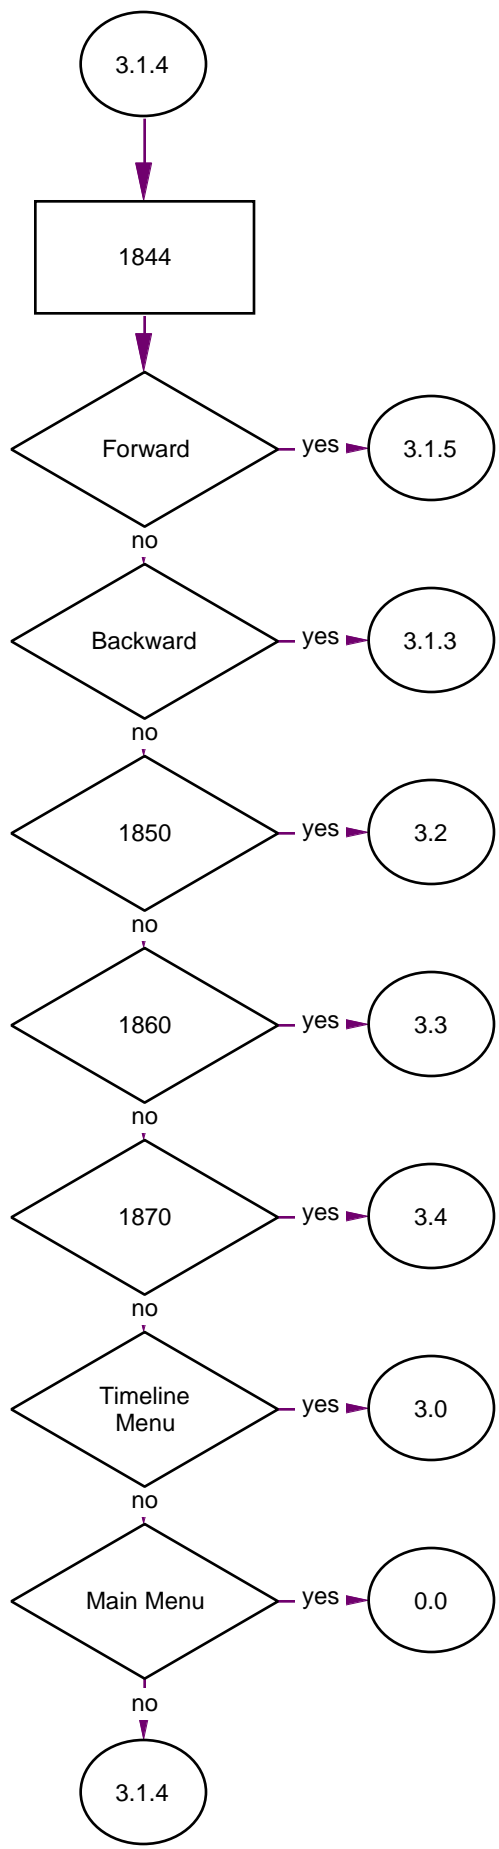 3.1.4
1844
Forward
yes
3.1.5
no
Backward
yes
3.1.3
no
1850
yes
3.2
no
1860
yes
3.3
no
1870
yes
3.4
no
Timeline
Menu
yes
3.0
no
Main Menu
yes
0.0
no
3.1.4